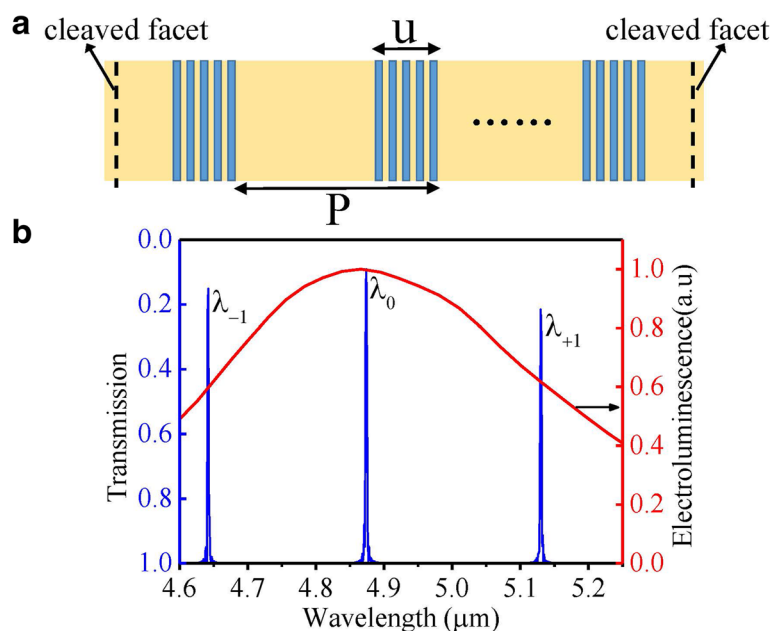 a
cleaved facet
u
cleaved facet
P
b
Transmission
0.0
0.2
0.4
0.6
0.8
1.0
λ−1
λ0
λ+1
1.0
0.8
0.6
0.4
0.2
0.0
Electroluminescence(a.u)
4.6 4.7 4.8 4.9 5.0 5.1 5.2
Wavelength (μm)